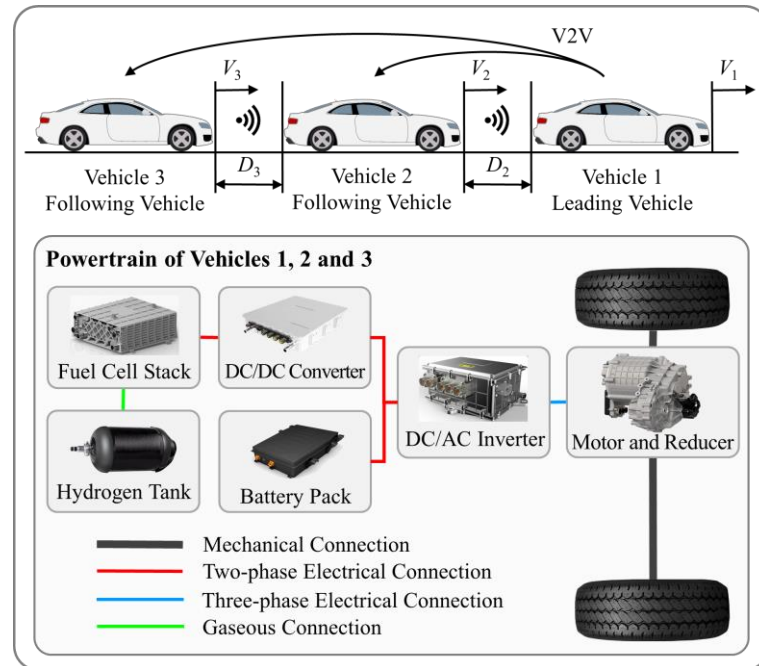 V2V
V3
V2
V1
D3
D2
Vehicle 3
Following Vehicle
Vehicle 2
Following Vehicle
Vehicle 1
Leading Vehicle
Powertrain of Vehicles 1, 2 and 3
Fuel Cell Stack
DC/DC Converter
DC/AC Inverter
Motor and Reducer
Hydrogen Tank
Battery Pack
Mechanical Connection
Two-phase Electrical Connection
Three-phase Electrical Connection
Gaseous Connection